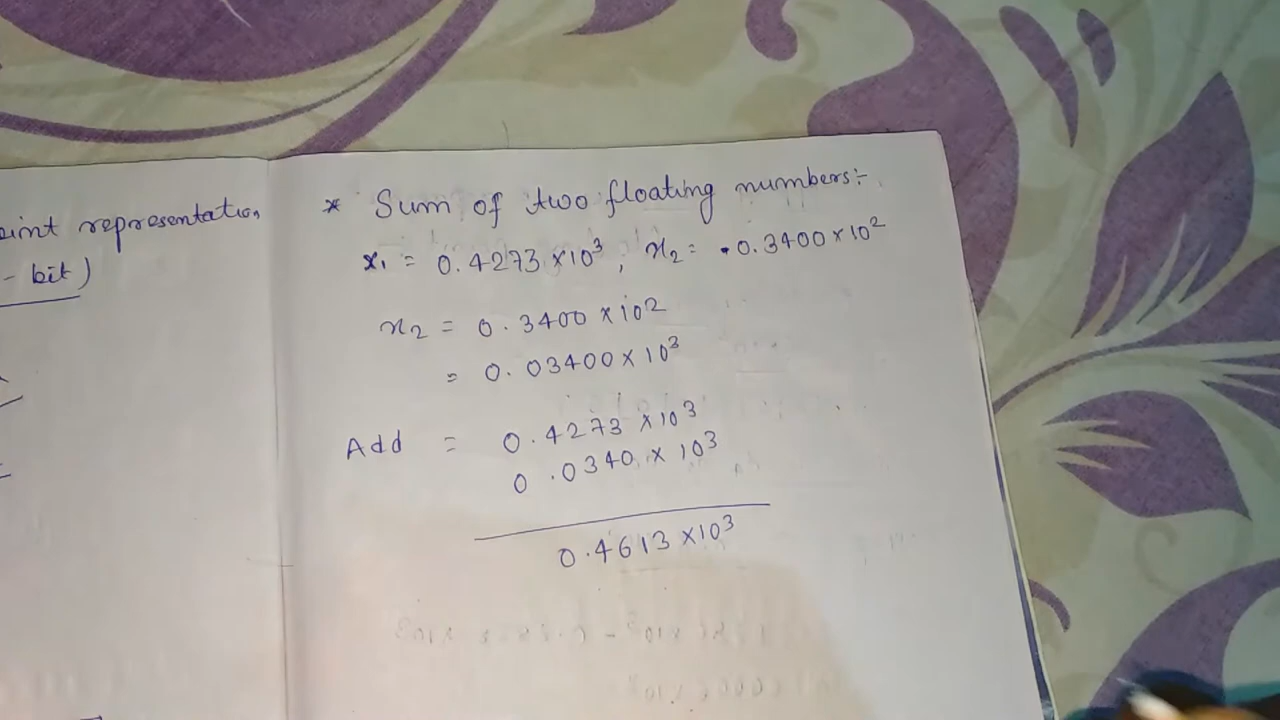 representation
- bit)
* Sum of two floating numbers:-
x₁ = 0.4273 × 10³, x₂ = 0.3400 × 10²
x₂ = 0.3400 × 10²
= 0.03400 × 10³
Add = 0.4273 × 10³
0.0340 × 10³
0.4613 × 10³